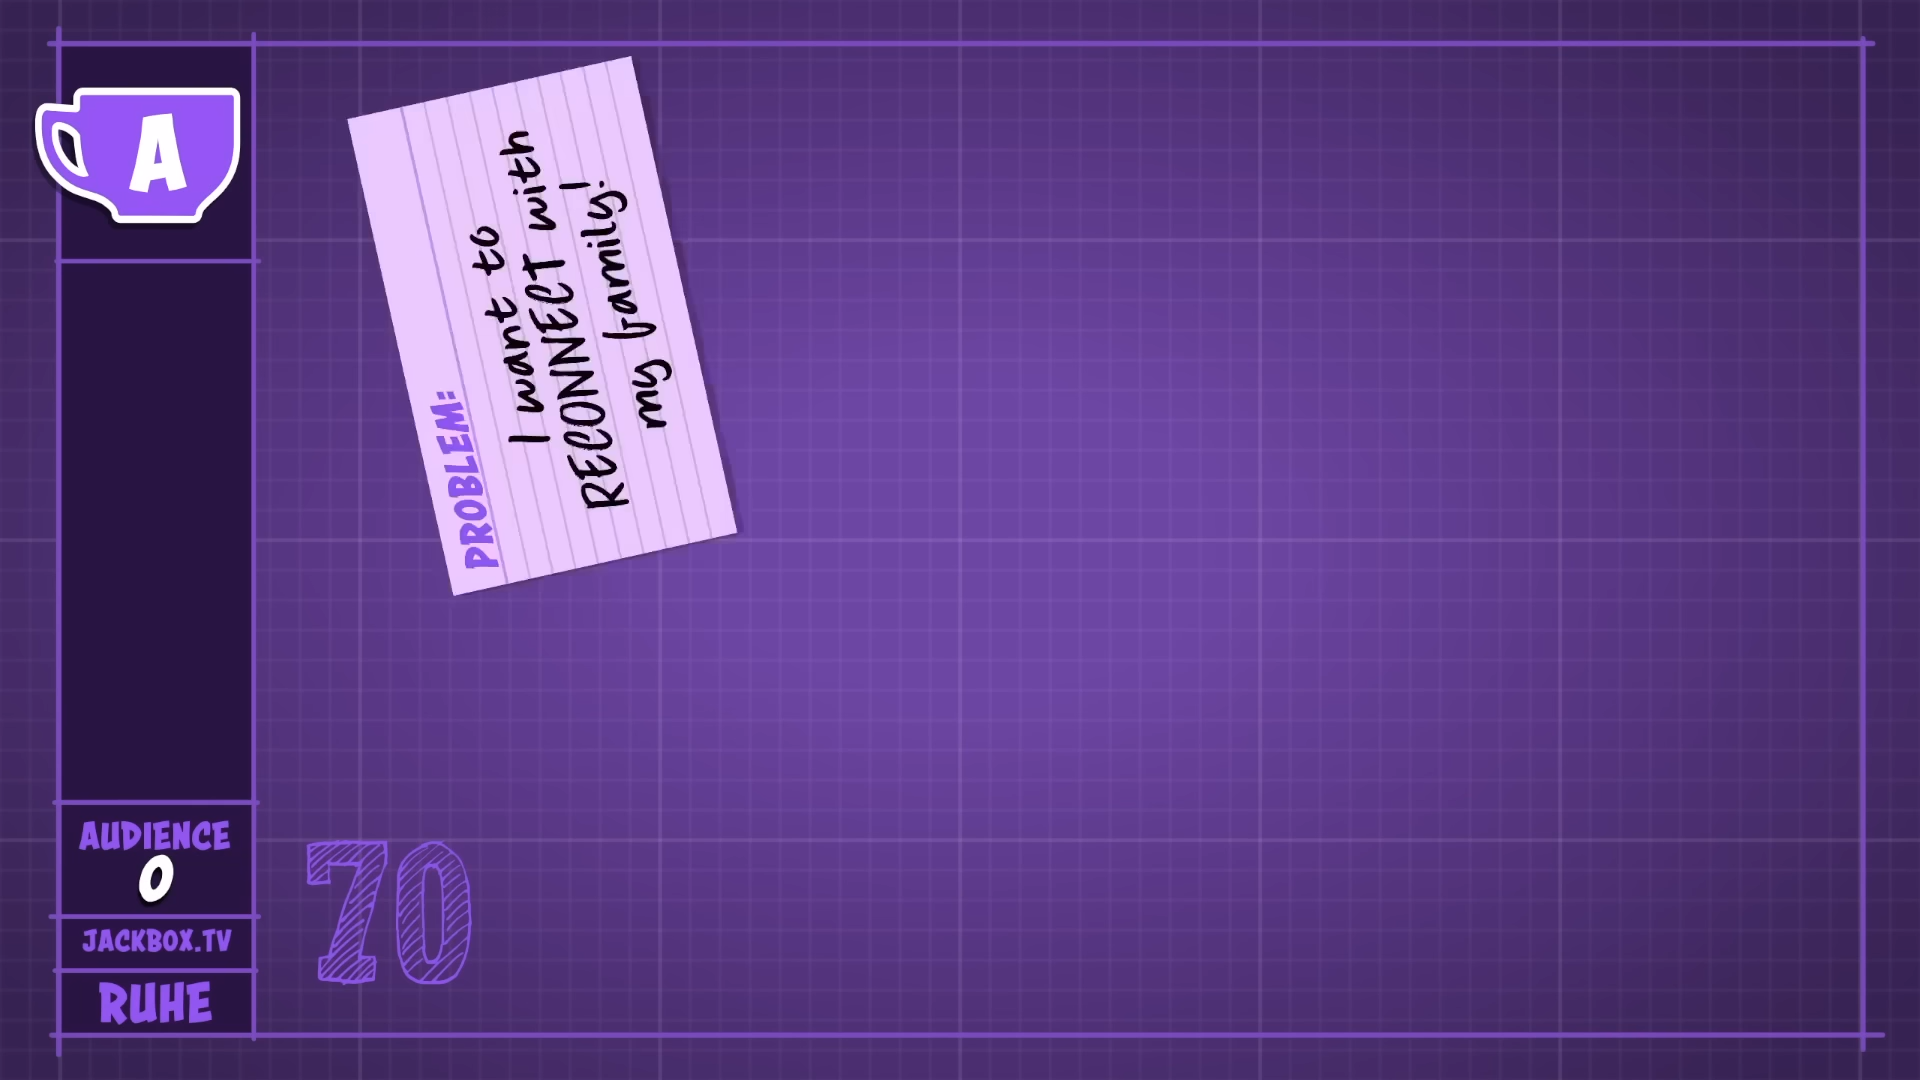 A
PROBLEM:
I want to
RECONNECT with
my family!
AUDIENCE
0
JACKBOX.TV
RUHE
70